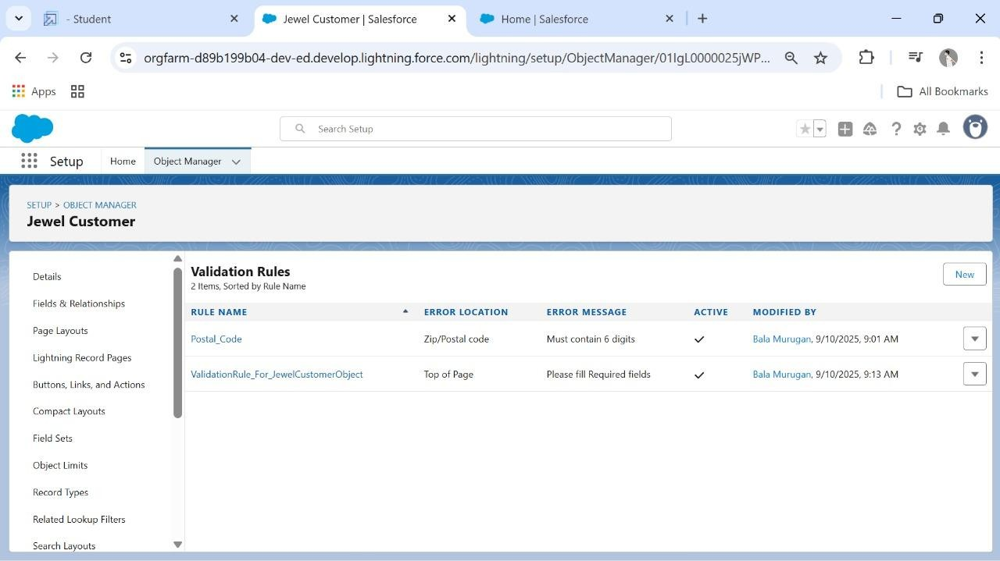 - Student
Jewel Customer | Salesforce
Home | Salesforce
orgfarm-d89b199b04-dev-ed.develop.lightning.force.com/lightning/setup/ObjectManager/01IgL0000025jWP...
Apps
All Bookmarks
Search Setup
Setup
Home
Object Manager
SETUP > OBJECT MANAGER
Jewel Customer
Details
Fields & Relationships
Page Layouts
Lightning Record Pages
Buttons, Links, and Actions
Compact Layouts
Field Sets
Object Limits
Record Types
Related Lookup Filters
Search Layouts
Validation Rules
New
2 Items, Sorted by Rule Name
RULE NAME ERROR LOCATION ERROR MESSAGE ACTIVE MODIFIED BY
Postal_Code Zip/Postal code Must contain 6 digits Bala Murugan, 9/10/2025, 9:01 AM
ValidationRule_For_JewelCustomerObject Top of Page Please fill Required fields Bala Murugan, 9/10/2025, 9:13 AM